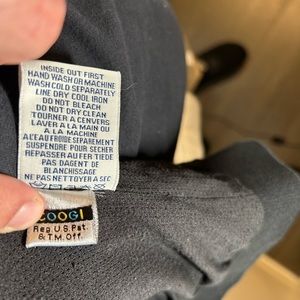 INSIDE OUT FIRST
HAND WASH OR MACHINE
WASH COLD SEPARATELY
LINE DRY COOL IRON
DO NOT BLEACH
DO NOT DRY CLEAN
TOURNER A L'ENVERS
LAVER A LA MAIN OU
A LA MACHINE
A L'EAU FROIDE SEPAREMENT
SUSPENDRE POUR SECHER
REPASSER AU FER TIEDE
PAS D'AGENT DE
BLANCHISSAGE
NE PAS NETTOYER A SEC
COOGI
Reg. U.S. Pat.
& T.M. Off.